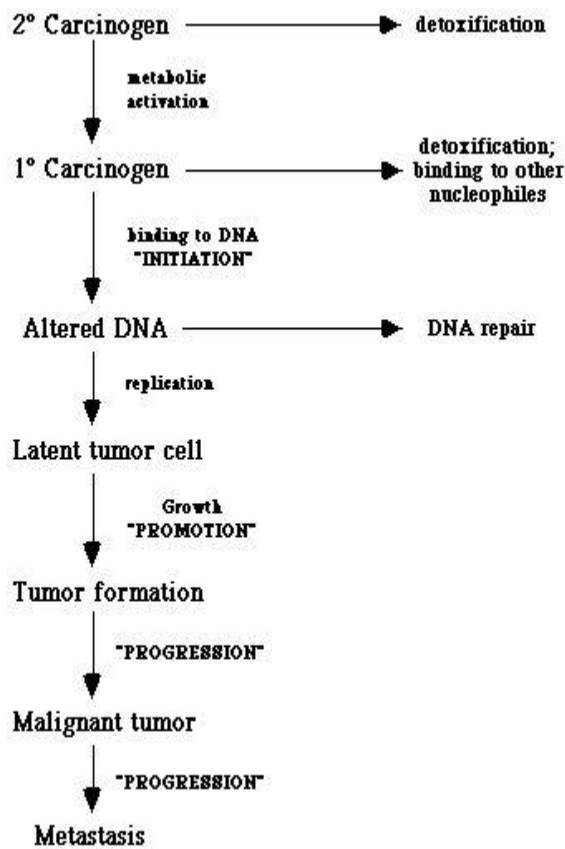 2° Carcinogen
detoxification
metabolic
activation
1° Carcinogen
detoxification;
binding to other
nucleophiles
binding to DNA
"INITIATION"
Altered DNA
DNA repair
replication
Latent tumor cell
Growth
"PROMOTION"
Tumor formation
"PROGRESSION"
Malignant tumor
"PROGRESSION"
Metastasis